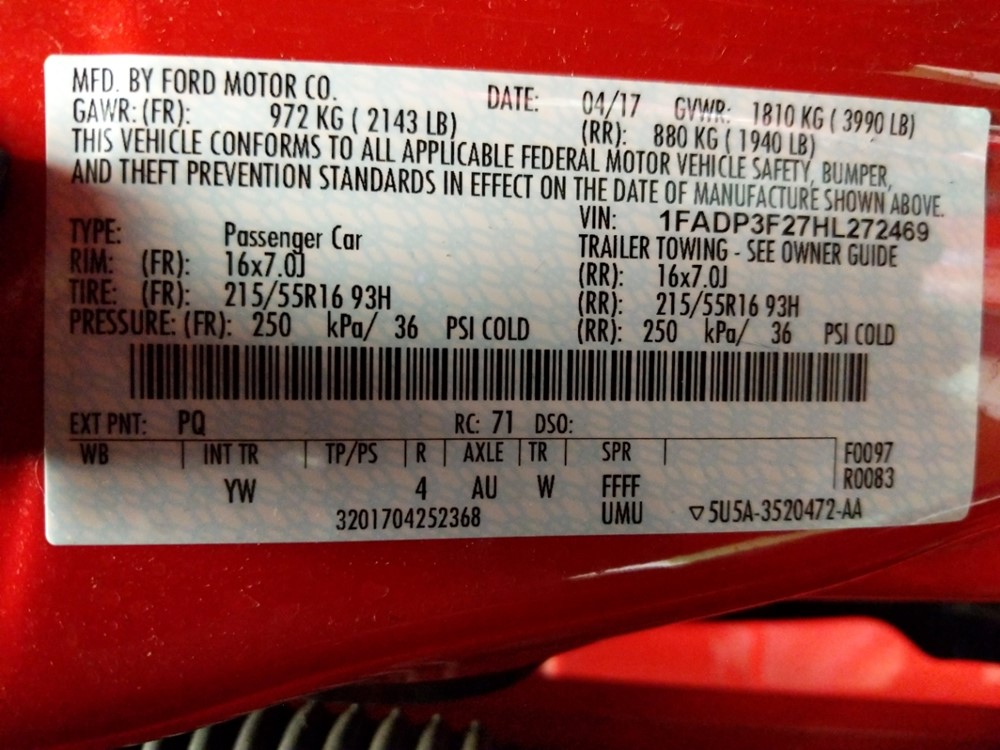 MFD. BY FORD MOTOR CO. DATE: 04/17 GVWR: 1810 KG ( 3990 LB)
GAWR: (FR): 972 KG ( 2143 LB) (RR): 880 KG ( 1940 LB)
THIS VEHICLE CONFORMS TO ALL APPLICABLE FEDERAL MOTOR VEHICLE SAFETY, BUMPER,
AND THEFT PREVENTION STANDARDS IN EFFECT ON THE DATE OF MANUFACTURE SHOWN ABOVE.
VIN: 1FADP3F27HL272469
TYPE: Passenger Car TRAILER TOWING - SEE OWNER GUIDE
RIM: (FR): 16x7.0J (RR): 16x7.0J
TIRE: (FR): 215/55R16 93H (RR): 215/55R16 93H
PRESSURE: (FR): 250 kPa/ 36 PSI COLD (RR): 250 kPa/ 36 PSI COLD
EXT PNT: PQ RC: 71 DSO:
WB INT TR TP/PS R AXLE TR SPR F0097
R0083
YW 4 AU W FFFF
3201704252368 UMU ▽5U5A-3520472-AA